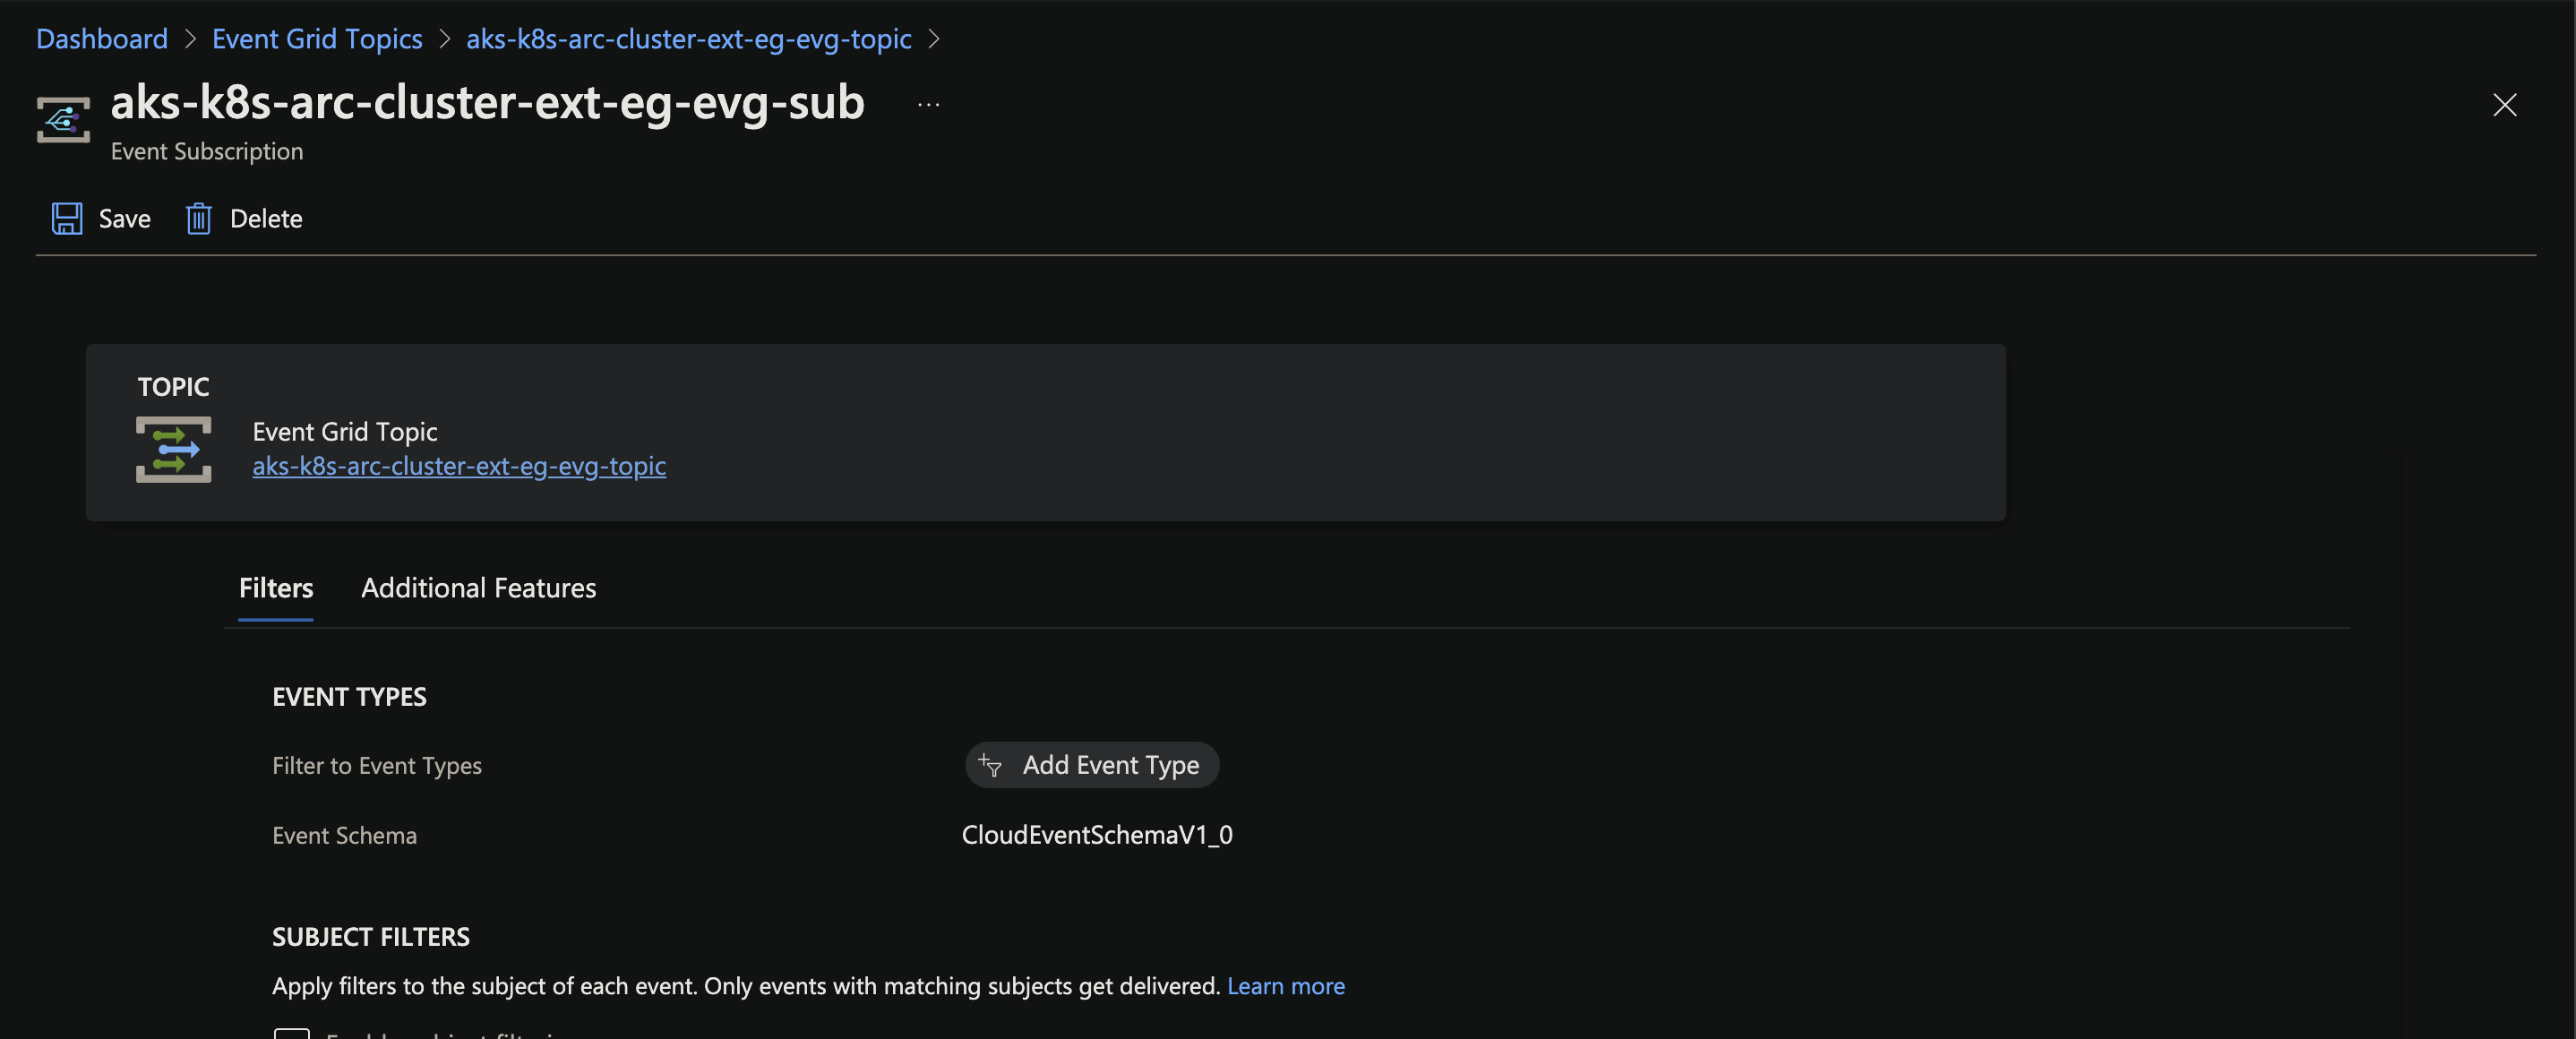 Dashboard > Event Grid Topics > aks-k8s-arc-cluster-ext-eg-evg-topic >
aks-k8s-arc-cluster-ext-eg-evg-sub ...
Event Subscription
Save Delete
TOPIC
Event Grid Topic
aks-k8s-arc-cluster-ext-eg-evg-topic
Filters Additional Features
EVENT TYPES
Filter to Event Types Add Event Type
Event Schema CloudEventSchemaV1_0
SUBJECT FILTERS
Apply filters to the subject of each event. Only events with matching subjects get delivered. Learn more